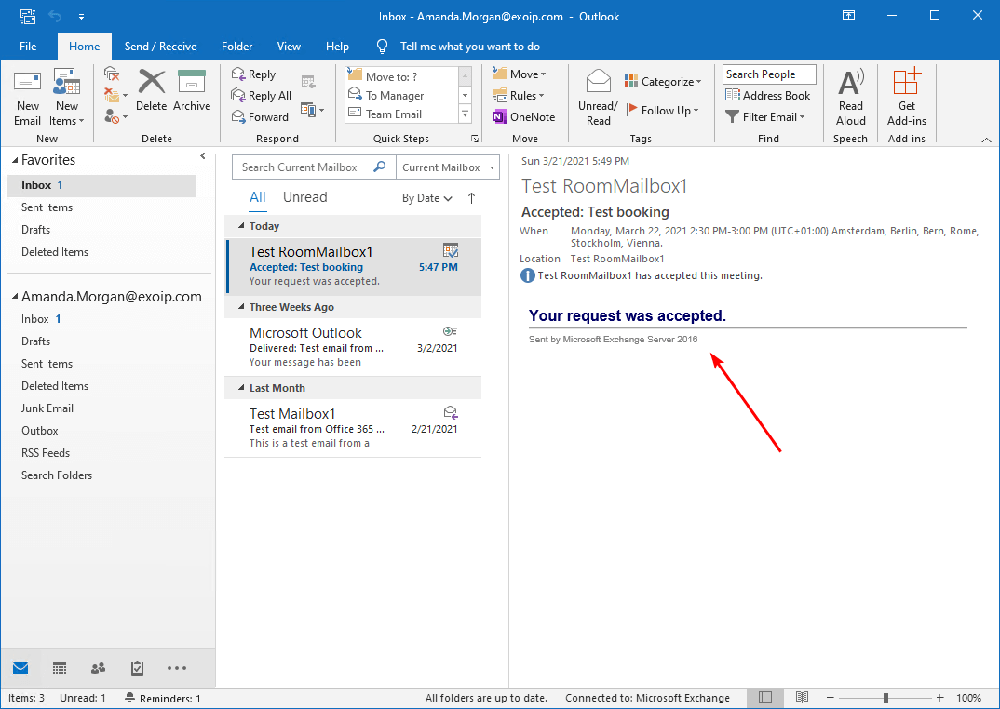 Inbox - Amanda.Morgan@exoip.com - Outlook
File Home Send / Receive Folder View Help Tell me what you want to do
New Email
New Items
New
Delete
Archive
Delete
Reply
Reply All
Forward
Respond
Move to: ?
To Manager
Team Email
Quick Steps
Move
Rules
OneNote
Move
Unread/ Read
Categorize
Follow Up
Tags
Search People
Address Book
Filter Email
Find
Read Aloud
Speech
Get Add-ins
Add-ins
Favorites
Inbox 1
Sent Items
Drafts
Deleted Items
Amanda.Morgan@exoip.com
Inbox 1
Drafts
Sent Items
Deleted Items
Junk Email
Outbox
RSS Feeds
Search Folders
Search Current Mailbox Current Mailbox
All Unread By Date
Today
Test RoomMailbox1
Accepted: Test booking 5:47 PM
Your request was accepted.
Three Weeks Ago
Microsoft Outlook
Delivered: Test email from ... 3/2/2021
Your message has been
Last Month
Test Mailbox1
Test email from Office 365 ... 2/21/2021
This is a test email from a
Sun 3/21/2021 5:49 PM
Test RoomMailbox1
Accepted: Test booking
When Monday, March 22, 2021 2:30 PM-3:00 PM (UTC+01:00) Amsterdam, Berlin, Bern, Rome,
Stockholm, Vienna.
Location Test RoomMailbox1
Test RoomMailbox1 has accepted this meeting.
Your request was accepted.
Sent by Microsoft Exchange Server 2016
Items: 3 Unread: 1 Reminders: 1 All folders are up to date. Connected to: Microsoft Exchange 100%